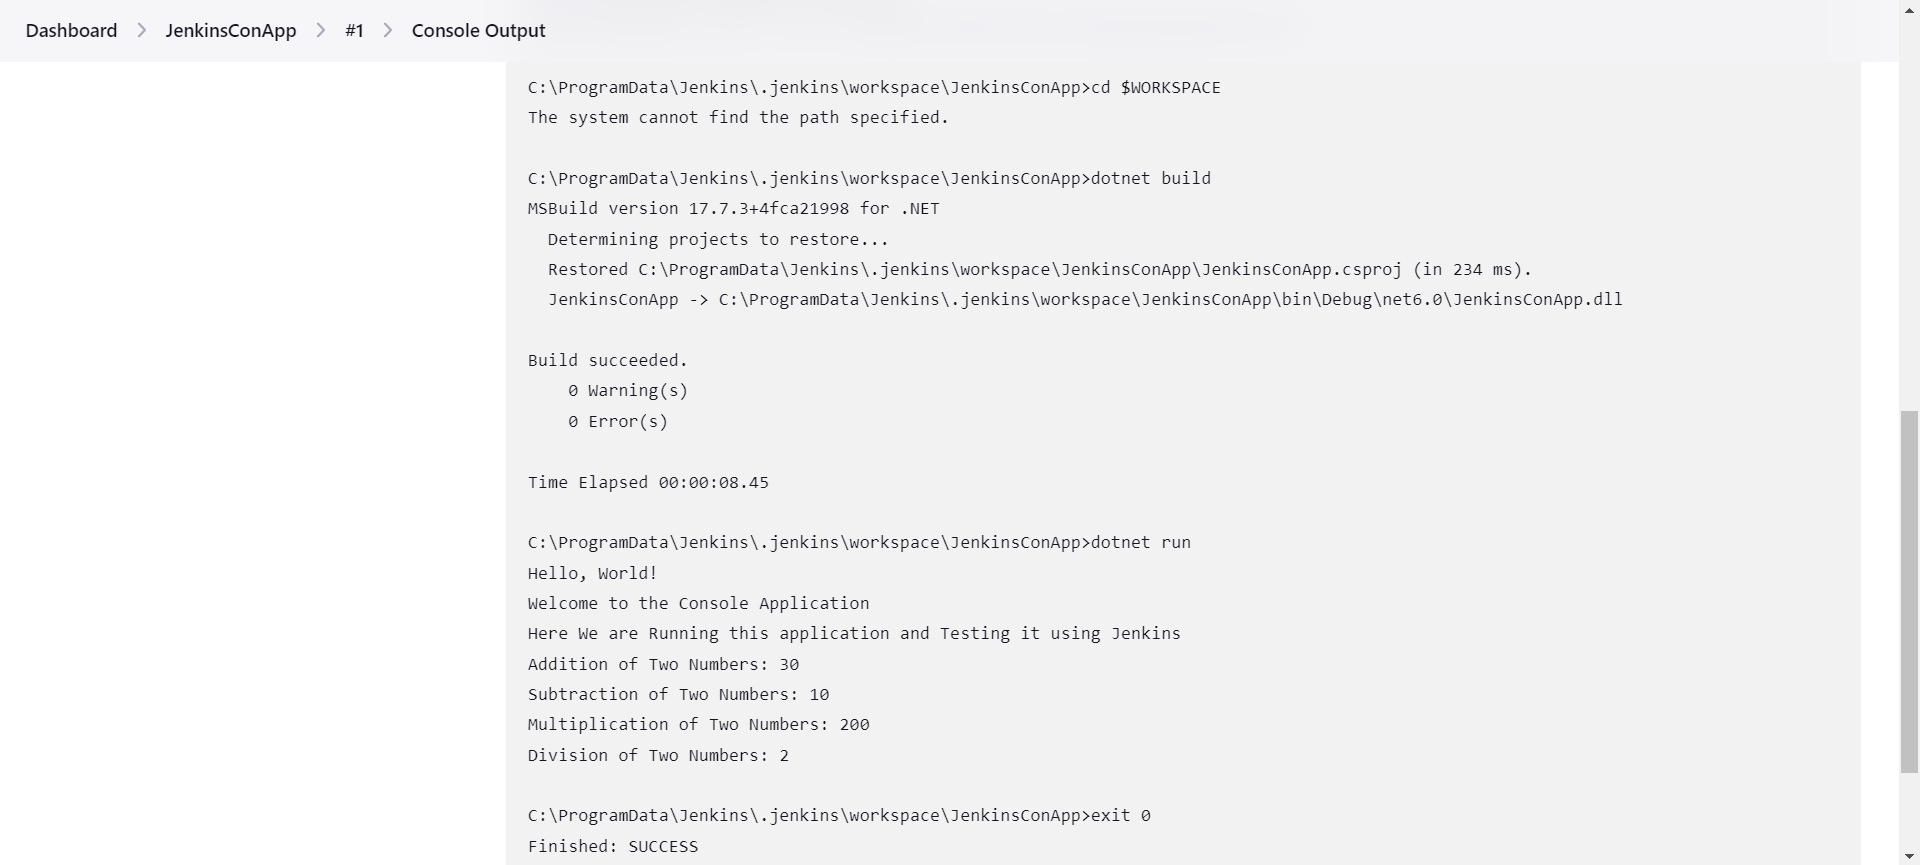 Dashboard > JenkinsConApp > #1 > Console Output
C:\ProgramData\Jenkins\.jenkins\workspace\JenkinsConApp>cd $WORKSPACE
The system cannot find the path specified.
C:\ProgramData\Jenkins\.jenkins\workspace\JenkinsConApp>dotnet build
MSBuild version 17.7.3+4fca21998 for .NET
  Determining projects to restore...
  Restored C:\ProgramData\Jenkins\.jenkins\workspace\JenkinsConApp\JenkinsConApp.csproj (in 234 ms).
  JenkinsConApp -> C:\ProgramData\Jenkins\.jenkins\workspace\JenkinsConApp\bin\Debug\net6.0\JenkinsConApp.dll
Build succeeded.
    0 Warning(s)
    0 Error(s)
Time Elapsed 00:00:08.45
C:\ProgramData\Jenkins\.jenkins\workspace\JenkinsConApp>dotnet run
Hello, World!
Welcome to the Console Application
Here We are Running this application and Testing it using Jenkins
Addition of Two Numbers: 30
Subtraction of Two Numbers: 10
Multiplication of Two Numbers: 200
Division of Two Numbers: 2
C:\ProgramData\Jenkins\.jenkins\workspace\JenkinsConApp>exit 0
Finished: SUCCESS